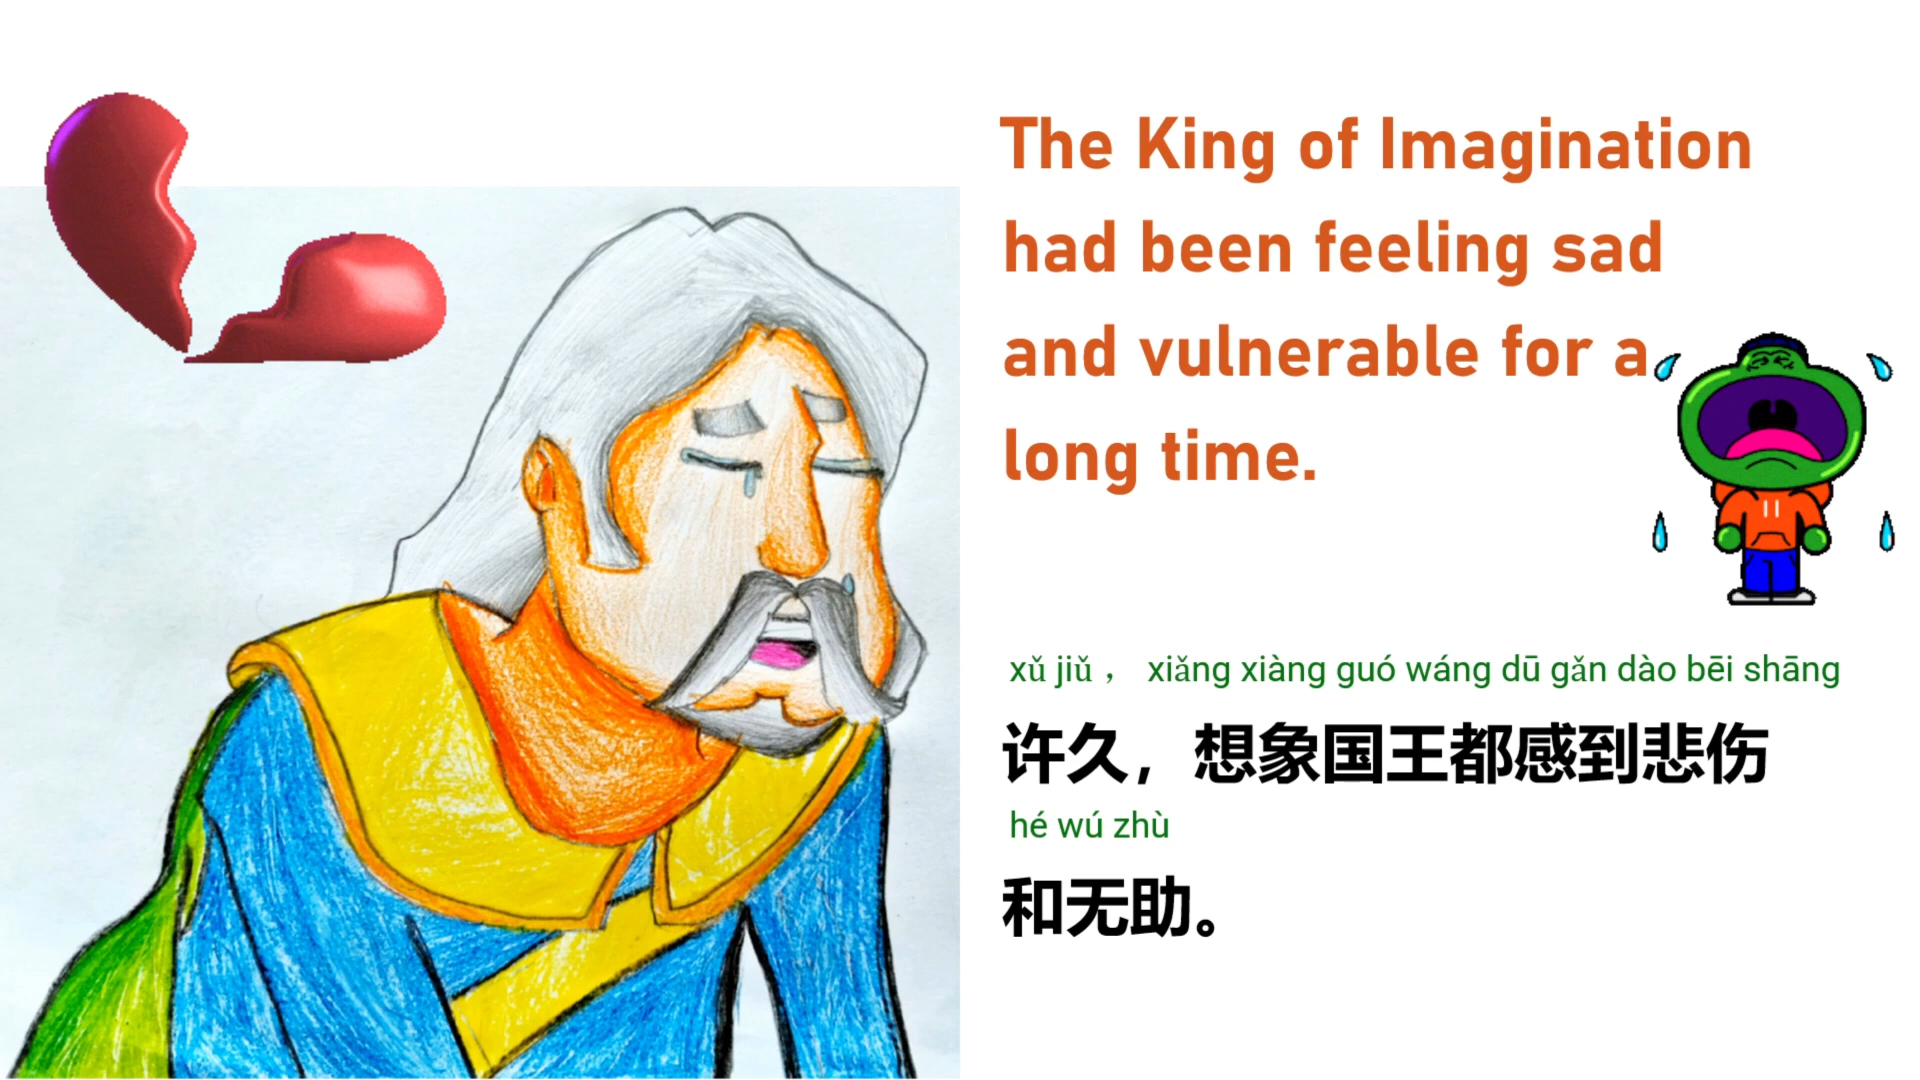 The King of Imagination
had been feeling sad
and vulnerable for a
long time.
xǔ jiǔ ， xiǎng xiàng guó wáng dū gǎn dào bēi shāng
许久，想象国王都感到悲伤
hé wú zhù
和无助。